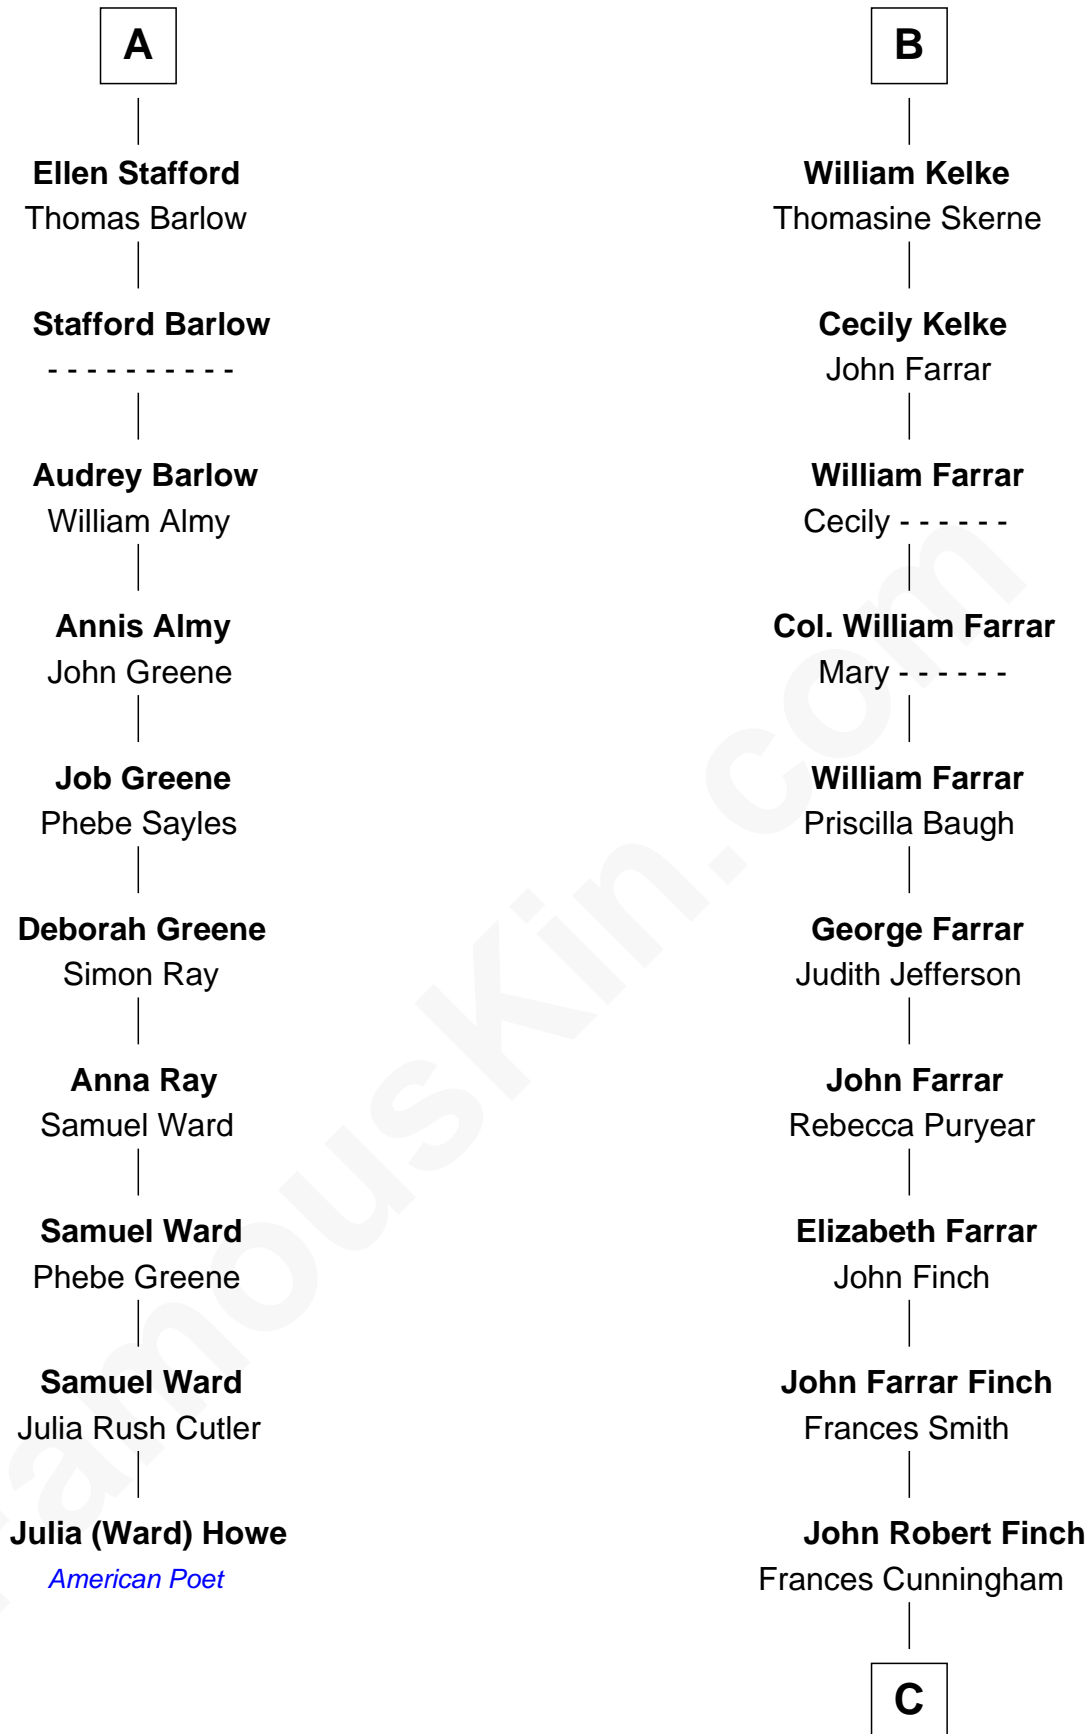 A
Ellen Stafford
Thomas Barlow
Stafford Barlow
- - - - - - - - - -
Audrey Barlow
William Almy
Annis Almy
John Greene
Job Greene
Phebe Sayles
Deborah Greene
Simon Ray
Anna Ray
Samuel Ward
Samuel Ward
Phebe Greene
Samuel Ward
Julia Rush Cutler
Julia (Ward) Howe
American Poet
B
William Kelke
Thomasine Skerne
Cecily Kelke
John Farrar
William Farrar
Cecily - - - - - -
Col. William Farrar
Mary - - - - - -
William Farrar
Priscilla Baugh
George Farrar
Judith Jefferson
John Farrar
Rebecca Puryear
Elizabeth Farrar
John Finch
John Farrar Finch
Frances Smith
John Robert Finch
Frances Cunningham
C
FamousKin.com